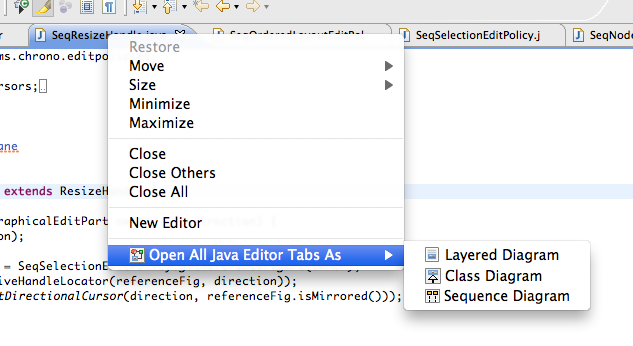 r
SeqResizeHandle.java
SeqOrderedLayoutEditPol
SeqSelectionEditPolicy.j
SeqNode
ms.chrono.editpo
Restore
Move
Size
rsors;
Minimize
Maximize
ane
Close
Close Others
extends ResizeHa
Close All
raphicalEditPart
New Editor
on);
Open All Java Editor Tabs As
Layered Diagram
= SeqSelectionE
iveHandleLocator(referenceFig, direction));
Class Diagram
tDirectionalCursor(direction, referenceFig.isMirrored()));
Sequence Diagram